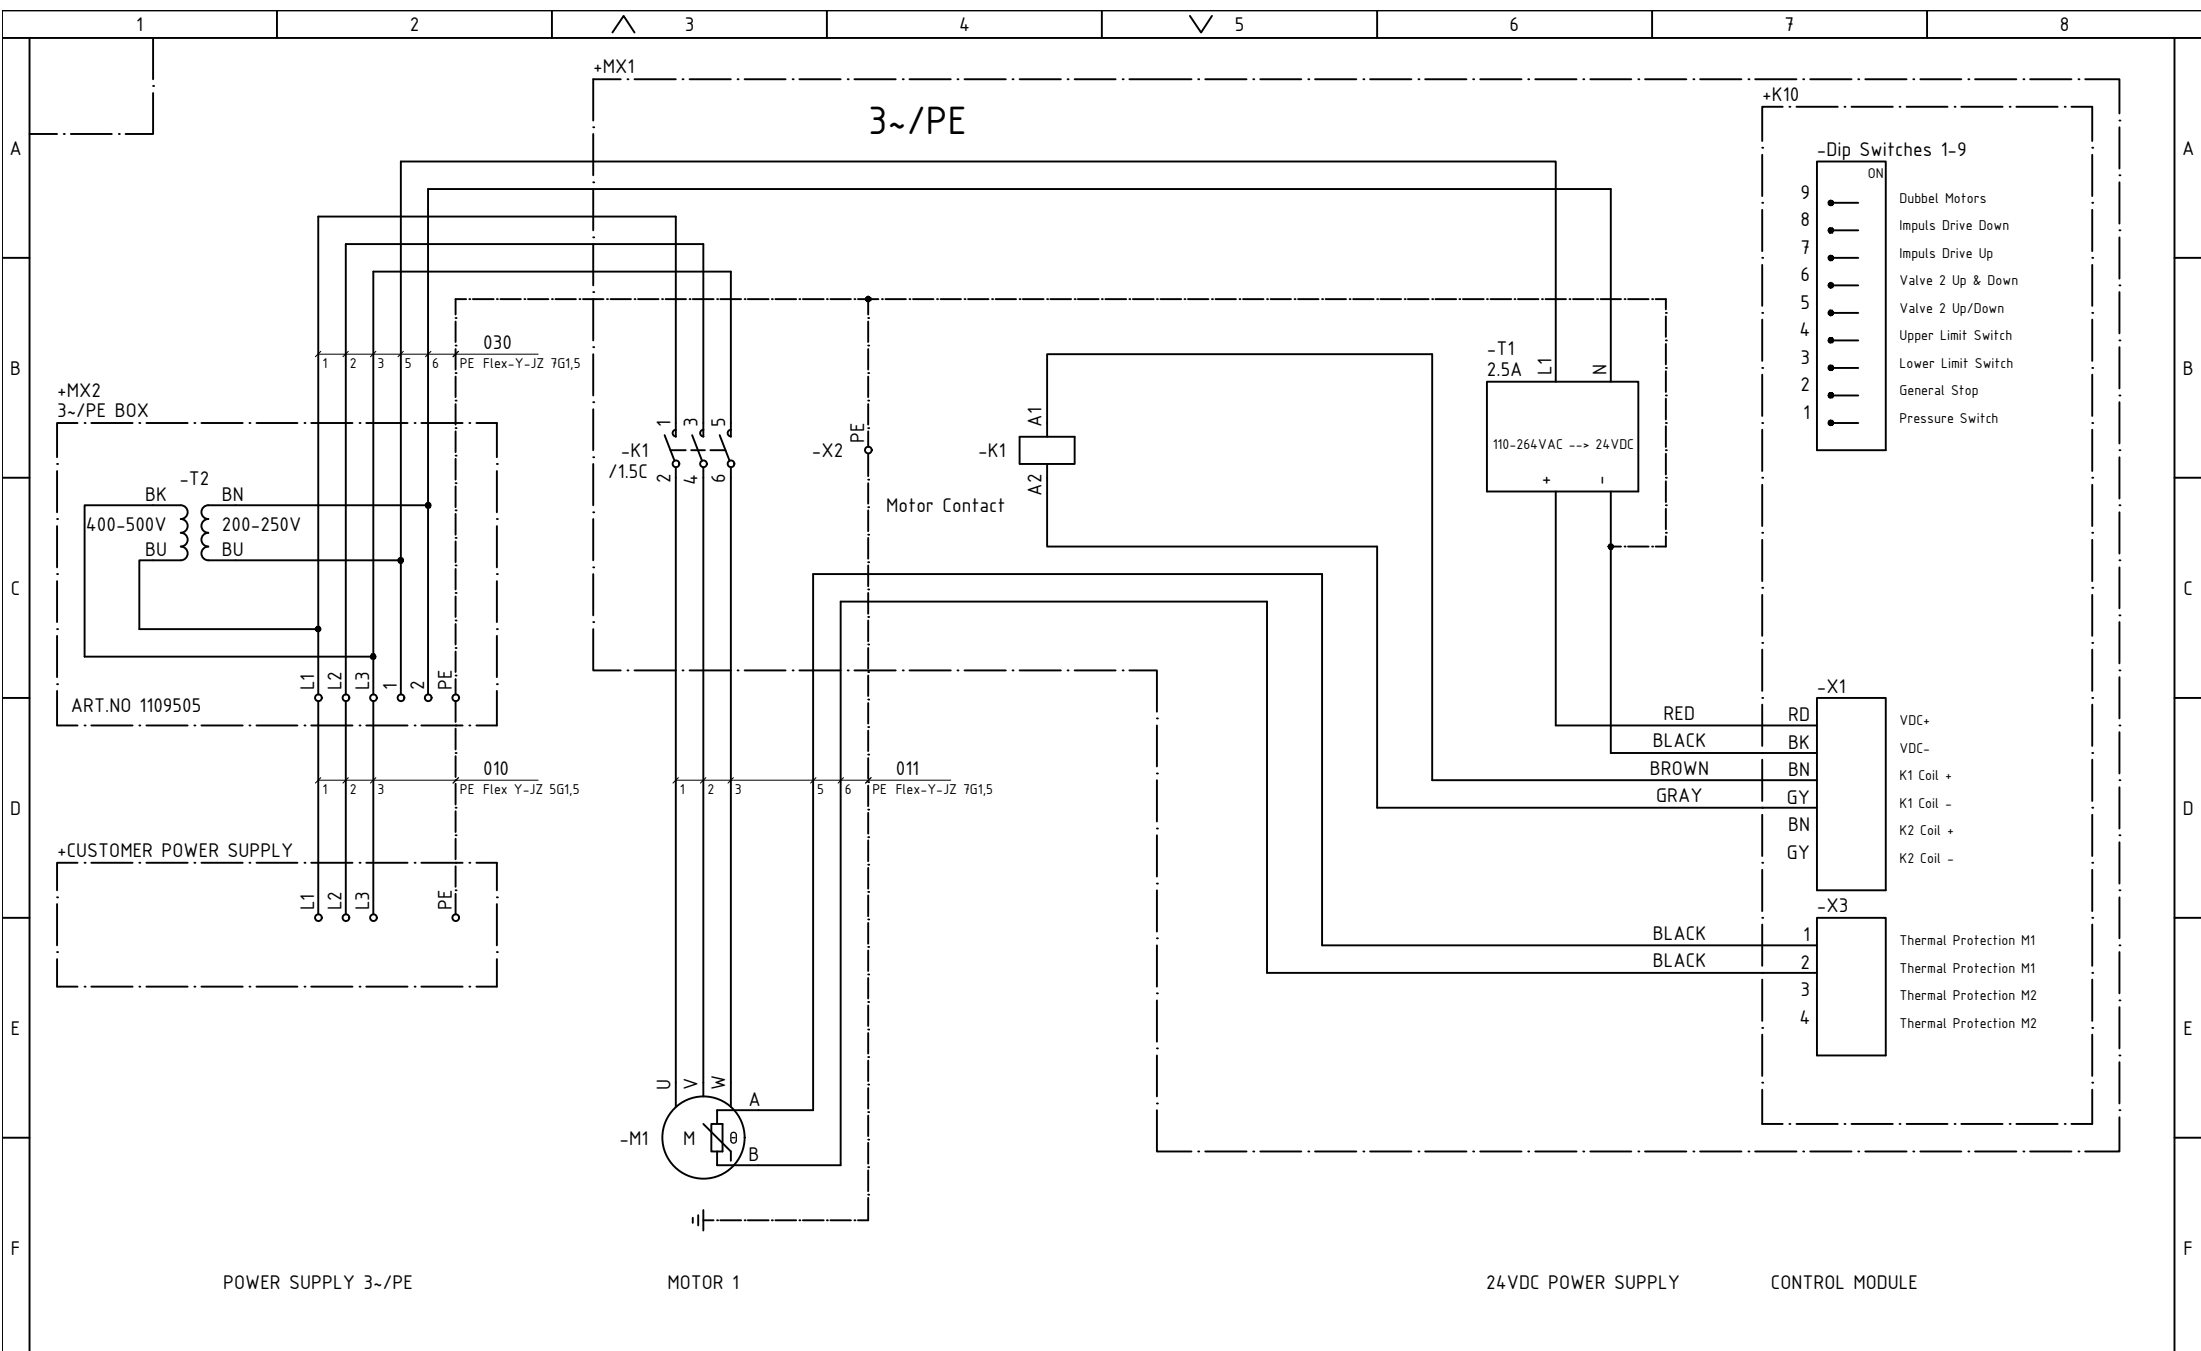 1 2 3 4 5 6 7 8
+MX1
+K10
3~/PE
A A
-Dip Switches 1-9
ON
9 Dubbel Motors
8 Impuls Drive Down
7 Impuls Drive Up
6 Valve 2 Up & Down
5 Valve 2 Up/Down
4 Upper Limit Switch
3 Lower Limit Switch
2 General Stop
1 Pressure Switch
B B
030
1 2 3 5 6 PE Flex-Y-JZ 7G1,5
+MX2
3~/PE BOX
-T1
2.5A
L1 N
110-264VAC --> 24VDC
+ -
1 3 5
-K1
/1.5C
2 4 6
-X2 PE
A1
-K1
A2
Motor Contact
-T2
BK BN
400-500V 200-250V
BU BU
C C
L1 L2 L3 1 2 PE
ART.NO 1109505
-X1
RED RD VDC+
BLACK BK VDC-
BROWN BN K1 Coil +
GRAY GY K1 Coil -
BN K2 Coil +
GY K2 Coil -
010
1 2 3 PE Flex Y-JZ 5G1,5
011
1 2 3 5 6 PE Flex-Y-JZ 7G1,5
D D
+CUSTOMER POWER SUPPLY
L1 L2 L3 PE
-X3
BLACK 1 Thermal Protection M1
BLACK 2 Thermal Protection M1
3 Thermal Protection M2
4 Thermal Protection M2
E E
U V W
A
-M1 M θ
B
F F
POWER SUPPLY 3~/PE
MOTOR 1
24VDC POWER SUPPLY
CONTROL MODULE